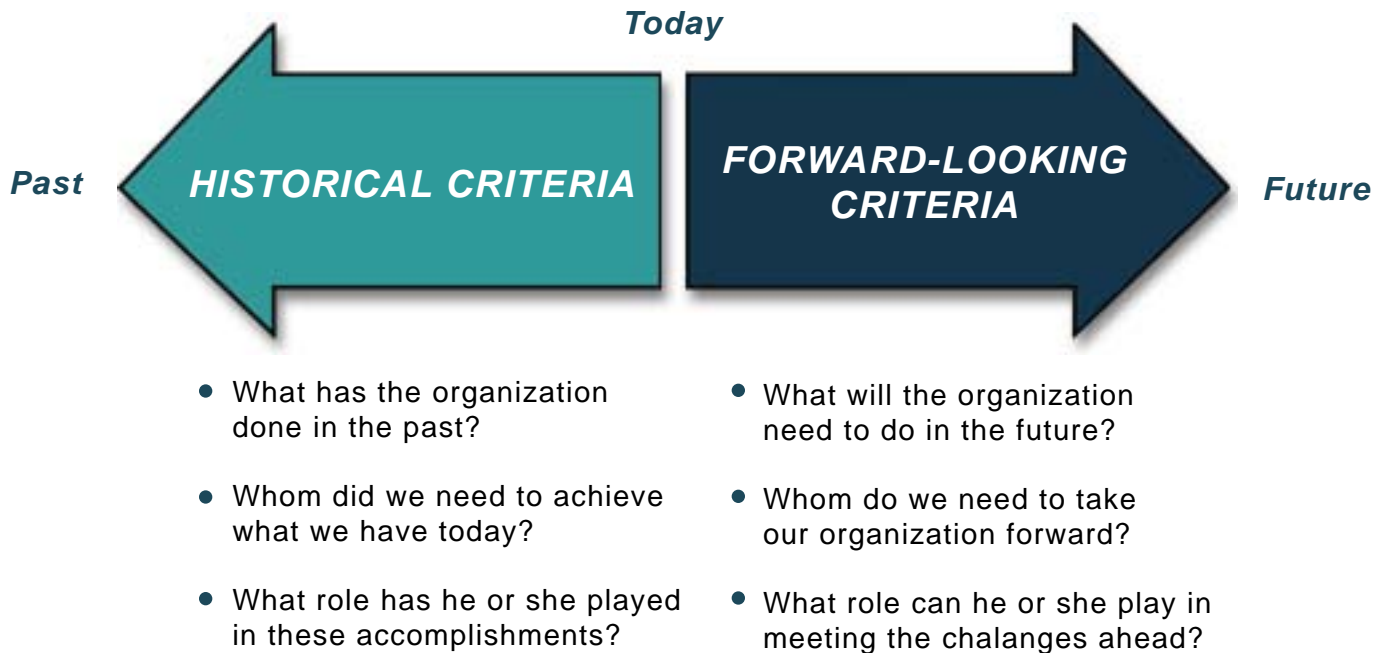 Today
Past
HISTORICAL CRITERIA
FORWARD-LOOKING
CRITERIA
Future
• What has the organization
done in the past?
• Whom did we need to achieve
what we have today?
• What role has he or she played
in these accomplishments?
• What will the organization
need to do in the future?
• Whom do we need to take
our organization forward?
• What role can he or she play in
meeting the chalanges ahead?